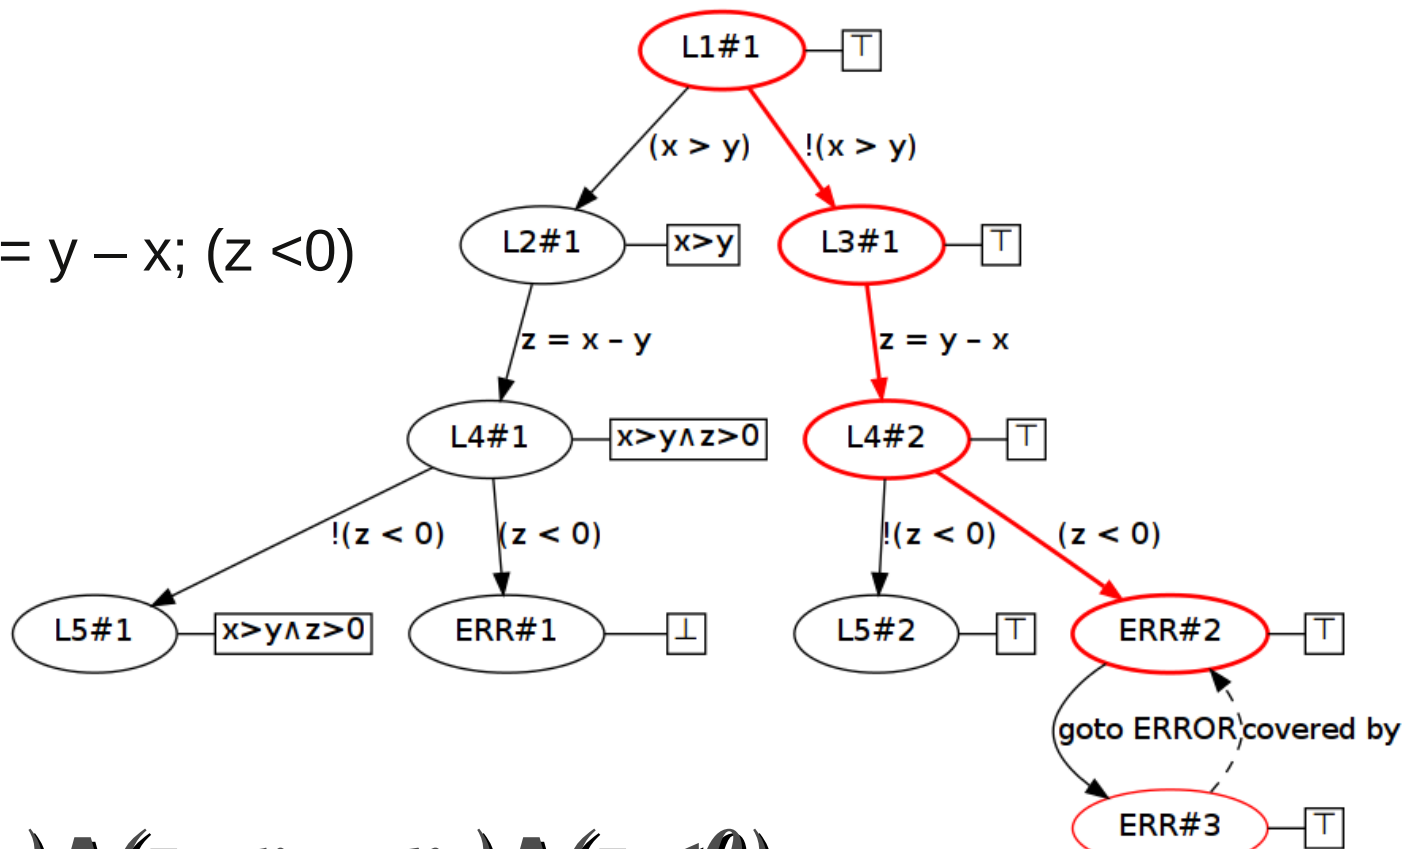 L1#1 ⊤
(x > y) !(x > y)
= y – x; (z <0) L2#1 x>y L3#1 ⊤
z = x – y z = y – x
L4#1 x>y∧z>0 L4#2 ⊤
!(z < 0) (z < 0) !(z < 0) (z < 0)
L5#1 x>y∧z>0 ERR#1 ⊥ L5#2 ⊤ ERR#2 ⊤
goto ERROR covered by
ERR#3 ⊤